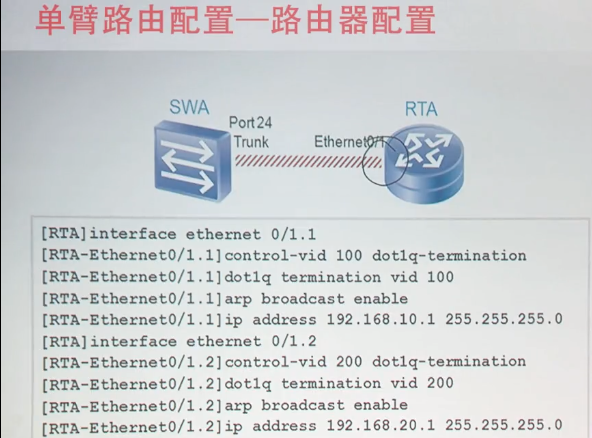 单臂路由配置—路由器配置
SWA
RTA
Port24
Trunk
Ethernet0/1
[RTA]interface ethernet 0/1.1
[RTA-Ethernet0/1.1]control-vid 100 dot1q-termination
[RTA-Ethernet0/1.1]dot1q termination vid 100
[RTA-Ethernet0/1.1]arp broadcast enable
[RTA-Ethernet0/1.1]ip address 192.168.10.1 255.255.255.0
[RTA]interface ethernet 0/1.2
[RTA-Ethernet0/1.2]control-vid 200 dot1q-termination
[RTA-Ethernet0/1.2]dot1q termination vid 200
[RTA-Ethernet0/1.2]arp broadcast enable
[RTA-Ethernet0/1.2]ip address 192.168.20.1 255.255.255.0